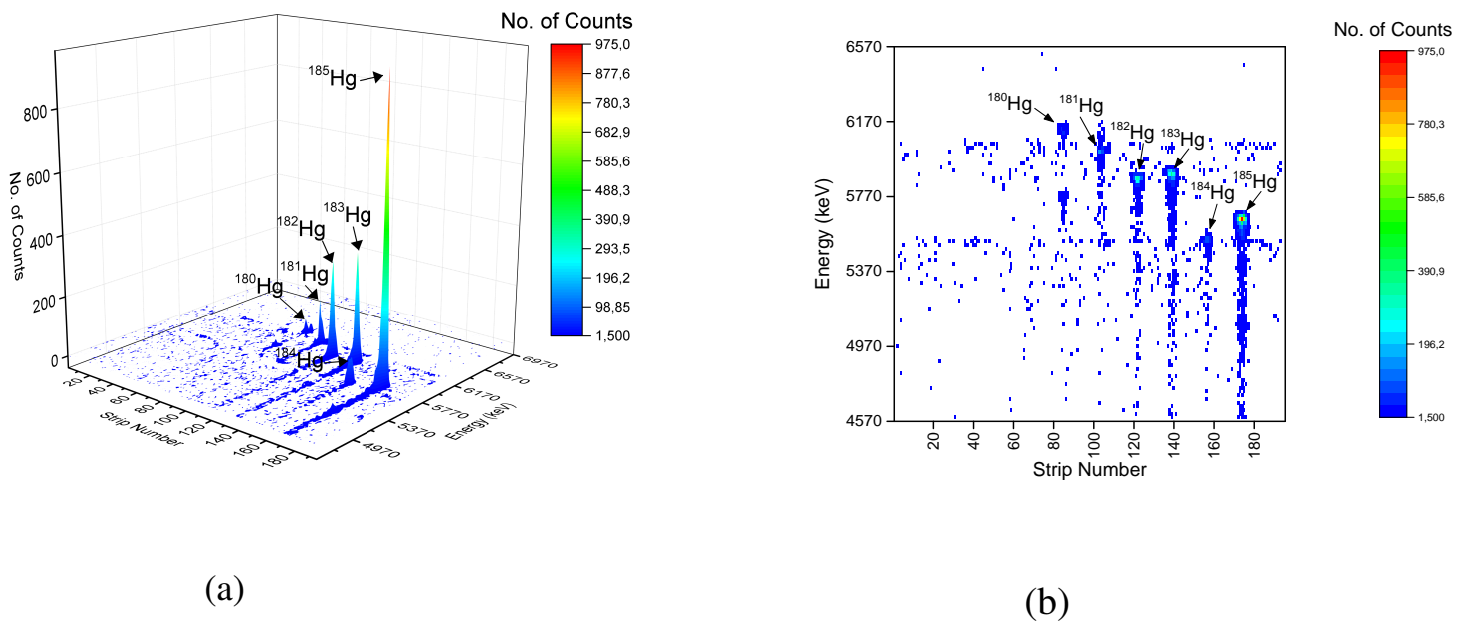 No. of Counts
975,0
877,6
780,3
682,9
585,6
488,3
390,9
293,5
196,2
98,85
1,500
No. of Counts
800
600
400
200
0
185Hg
183Hg
182Hg
181Hg
180Hg
184Hg
20
40
60
80
100
120
140
160
180
Strip Number
4970
5370
5770
6170
6570
6970
Energy (keV)
(a)
No. of Counts
975,0
780,3
585,6
390,9
196,2
1,500
Energy (keV)
6570
6170
5770
5370
4970
4570
180Hg
181Hg
182Hg
183Hg
184Hg
185Hg
20
40
60
80
100
120
140
160
180
Strip Number
(b)